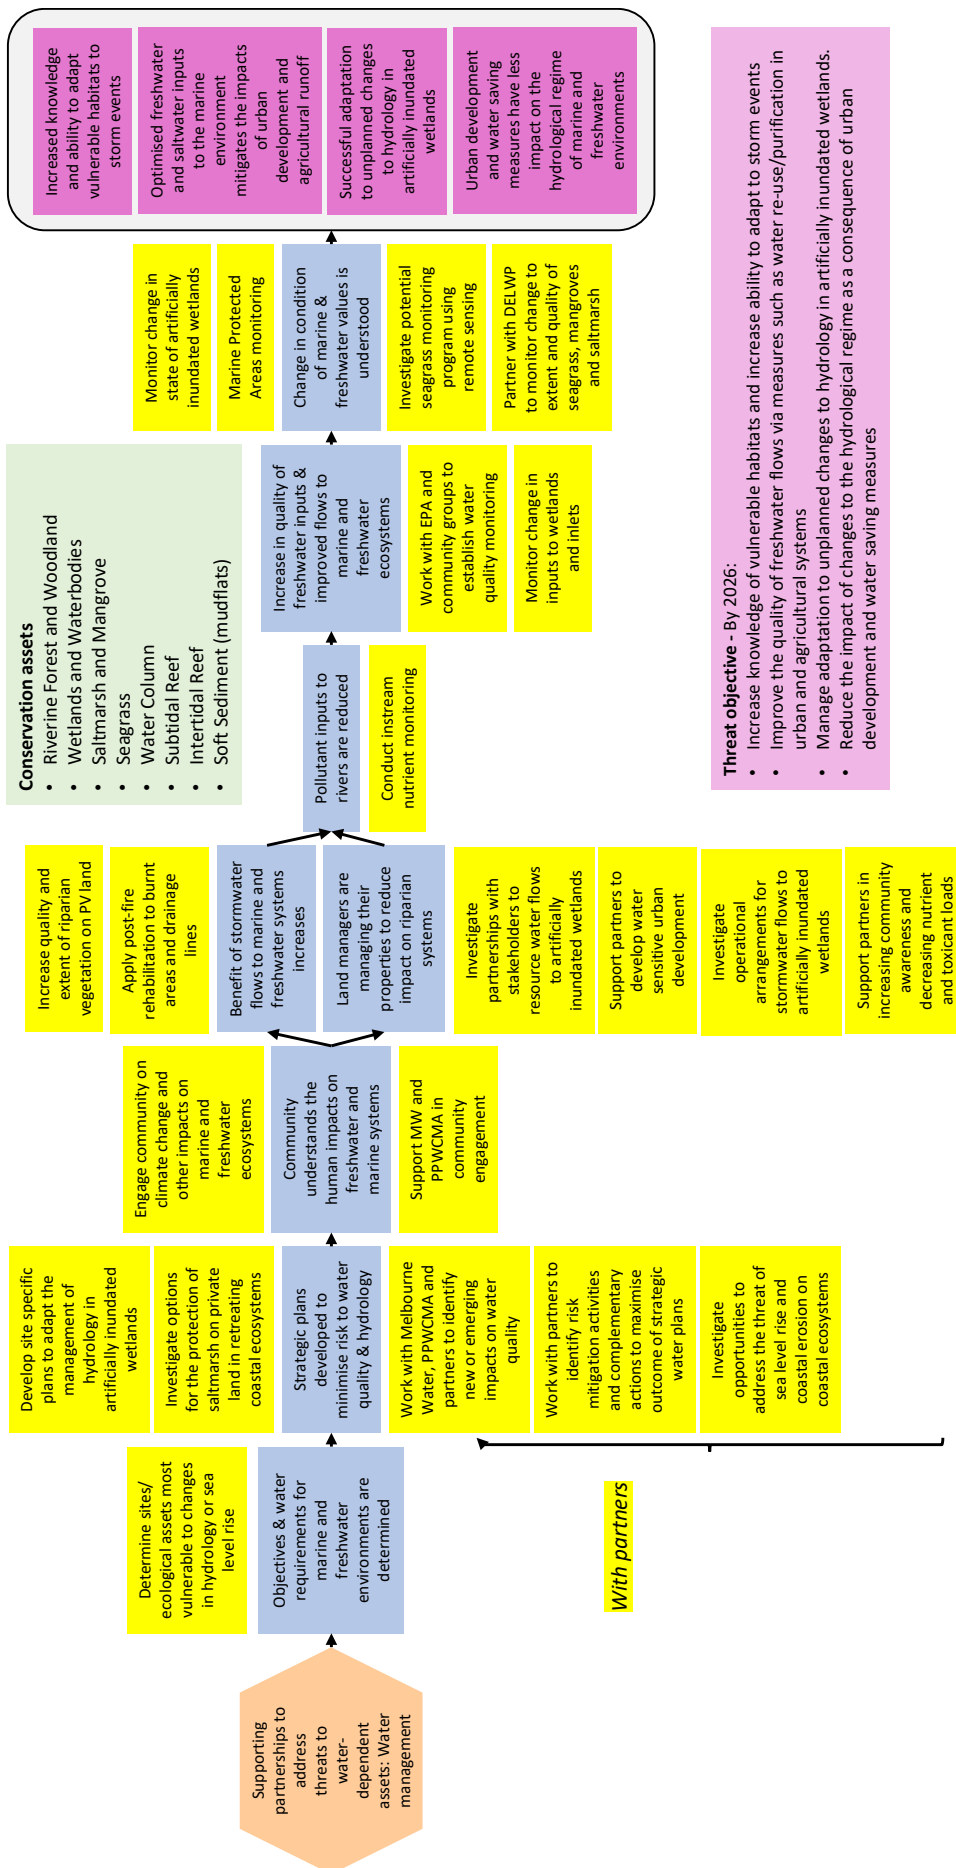 Supporting
partnerships to
address
threats to
water-
dependent
assets: Water
management
Determine sites/
ecological assets most
vulnerable to changes
in hydrology or sea
level rise
Objectives & water
requirements for
marine and
freshwater
environments are
determined
With partners
Develop site specific
plans to adapt the
management of
hydrology in
artificially inundated
wetlands
Investigate options
for the protection of
saltmarsh on private
land in retreating
coastal ecosystems
Strategic plans
developed to
minimise risk to water
quality & hydrology
Work with Melbourne
Water, PPWCMA and
partners to identify
new or emerging
impacts on water
quality
Work with partners to
identify risk
mitigation activities
and complementary
actions to maximise
outcome of strategic
water plans
Investigate
opportunities to
address the threat of
sea level rise and
coastal erosion on
coastal ecosystems
Engage community on
climate change and
other impacts on
marine and
freshwater
ecosystems
Community
understands the
human impacts on
freshwater and
marine systems
Support MW and
PPWCMA in
community
engagement
Increase quality and
extent of riparian
vegetation on PV land
Apply post-fire
rehabilitation to burnt
areas and drainage
lines
Benefit of stormwater
flows to marine and
freshwater systems
increases
Land managers are
managing their
properties to reduce
impact on riparian
systems
Investigate
partnerships with
stakeholders to
resource water flows
to artificially
inundated wetlands
Support partners to
develop water
sensitive urban
development
Investigate
operational
arrangements for
stormwater flows to
artificially inundated
wetlands
Support partners in
increasing community
awareness and
decreasing nutrient
and toxicant loads
Pollutant inputs to
rivers are reduced
Conduct instream
nutrient monitoring
Conservation assets
• Riverine Forest and Woodland
• Wetlands and Waterbodies
• Saltmarsh and Mangrove
• Seagrass
• Water Column
• Subtidal Reef
• Intertidal Reef
• Soft Sediment (mudflats)
Increase in quality of
freshwater inputs &
improved flows to
marine and
freshwater
ecosystems
Work with EPA and
community groups to
establish water
quality monitoring
Monitor change in
inputs to wetlands
and inlets
Monitor change in
state of artificially
inundated wetlands
Marine Protected
Areas monitoring
Change in condition
of marine &
freshwater values is
understood
Investigate potential
seagrass monitoring
program using
remote sensing
Partner with DELWP
to monitor change to
extent and quality of
seagrass, mangroves
and saltmarsh
Increased knowledge
and ability to adapt
vulnerable habitats to
storm events
Optimised freshwater
and saltwater inputs
to the marine
environment
mitigates the impacts
of urban
development and
agricultural runoff
Successful adaptation
to unplanned changes
to hydrology in
artificially inundated
wetlands
Urban development
and water saving
measures have less
impact on the
hydrological regime
of marine and
freshwater
environments
Threat objective - By 2026:
• Increase knowledge of vulnerable habitats and increase ability to adapt to storm events
• Improve the quality of freshwater flows via measures such as water re-use/purification in
urban and agricultural systems
• Manage adaptation to unplanned changes to hydrology in artificially inundated wetlands.
• Reduce the impact of changes to the hydrological regime as a consequence of urban
development and water saving measures